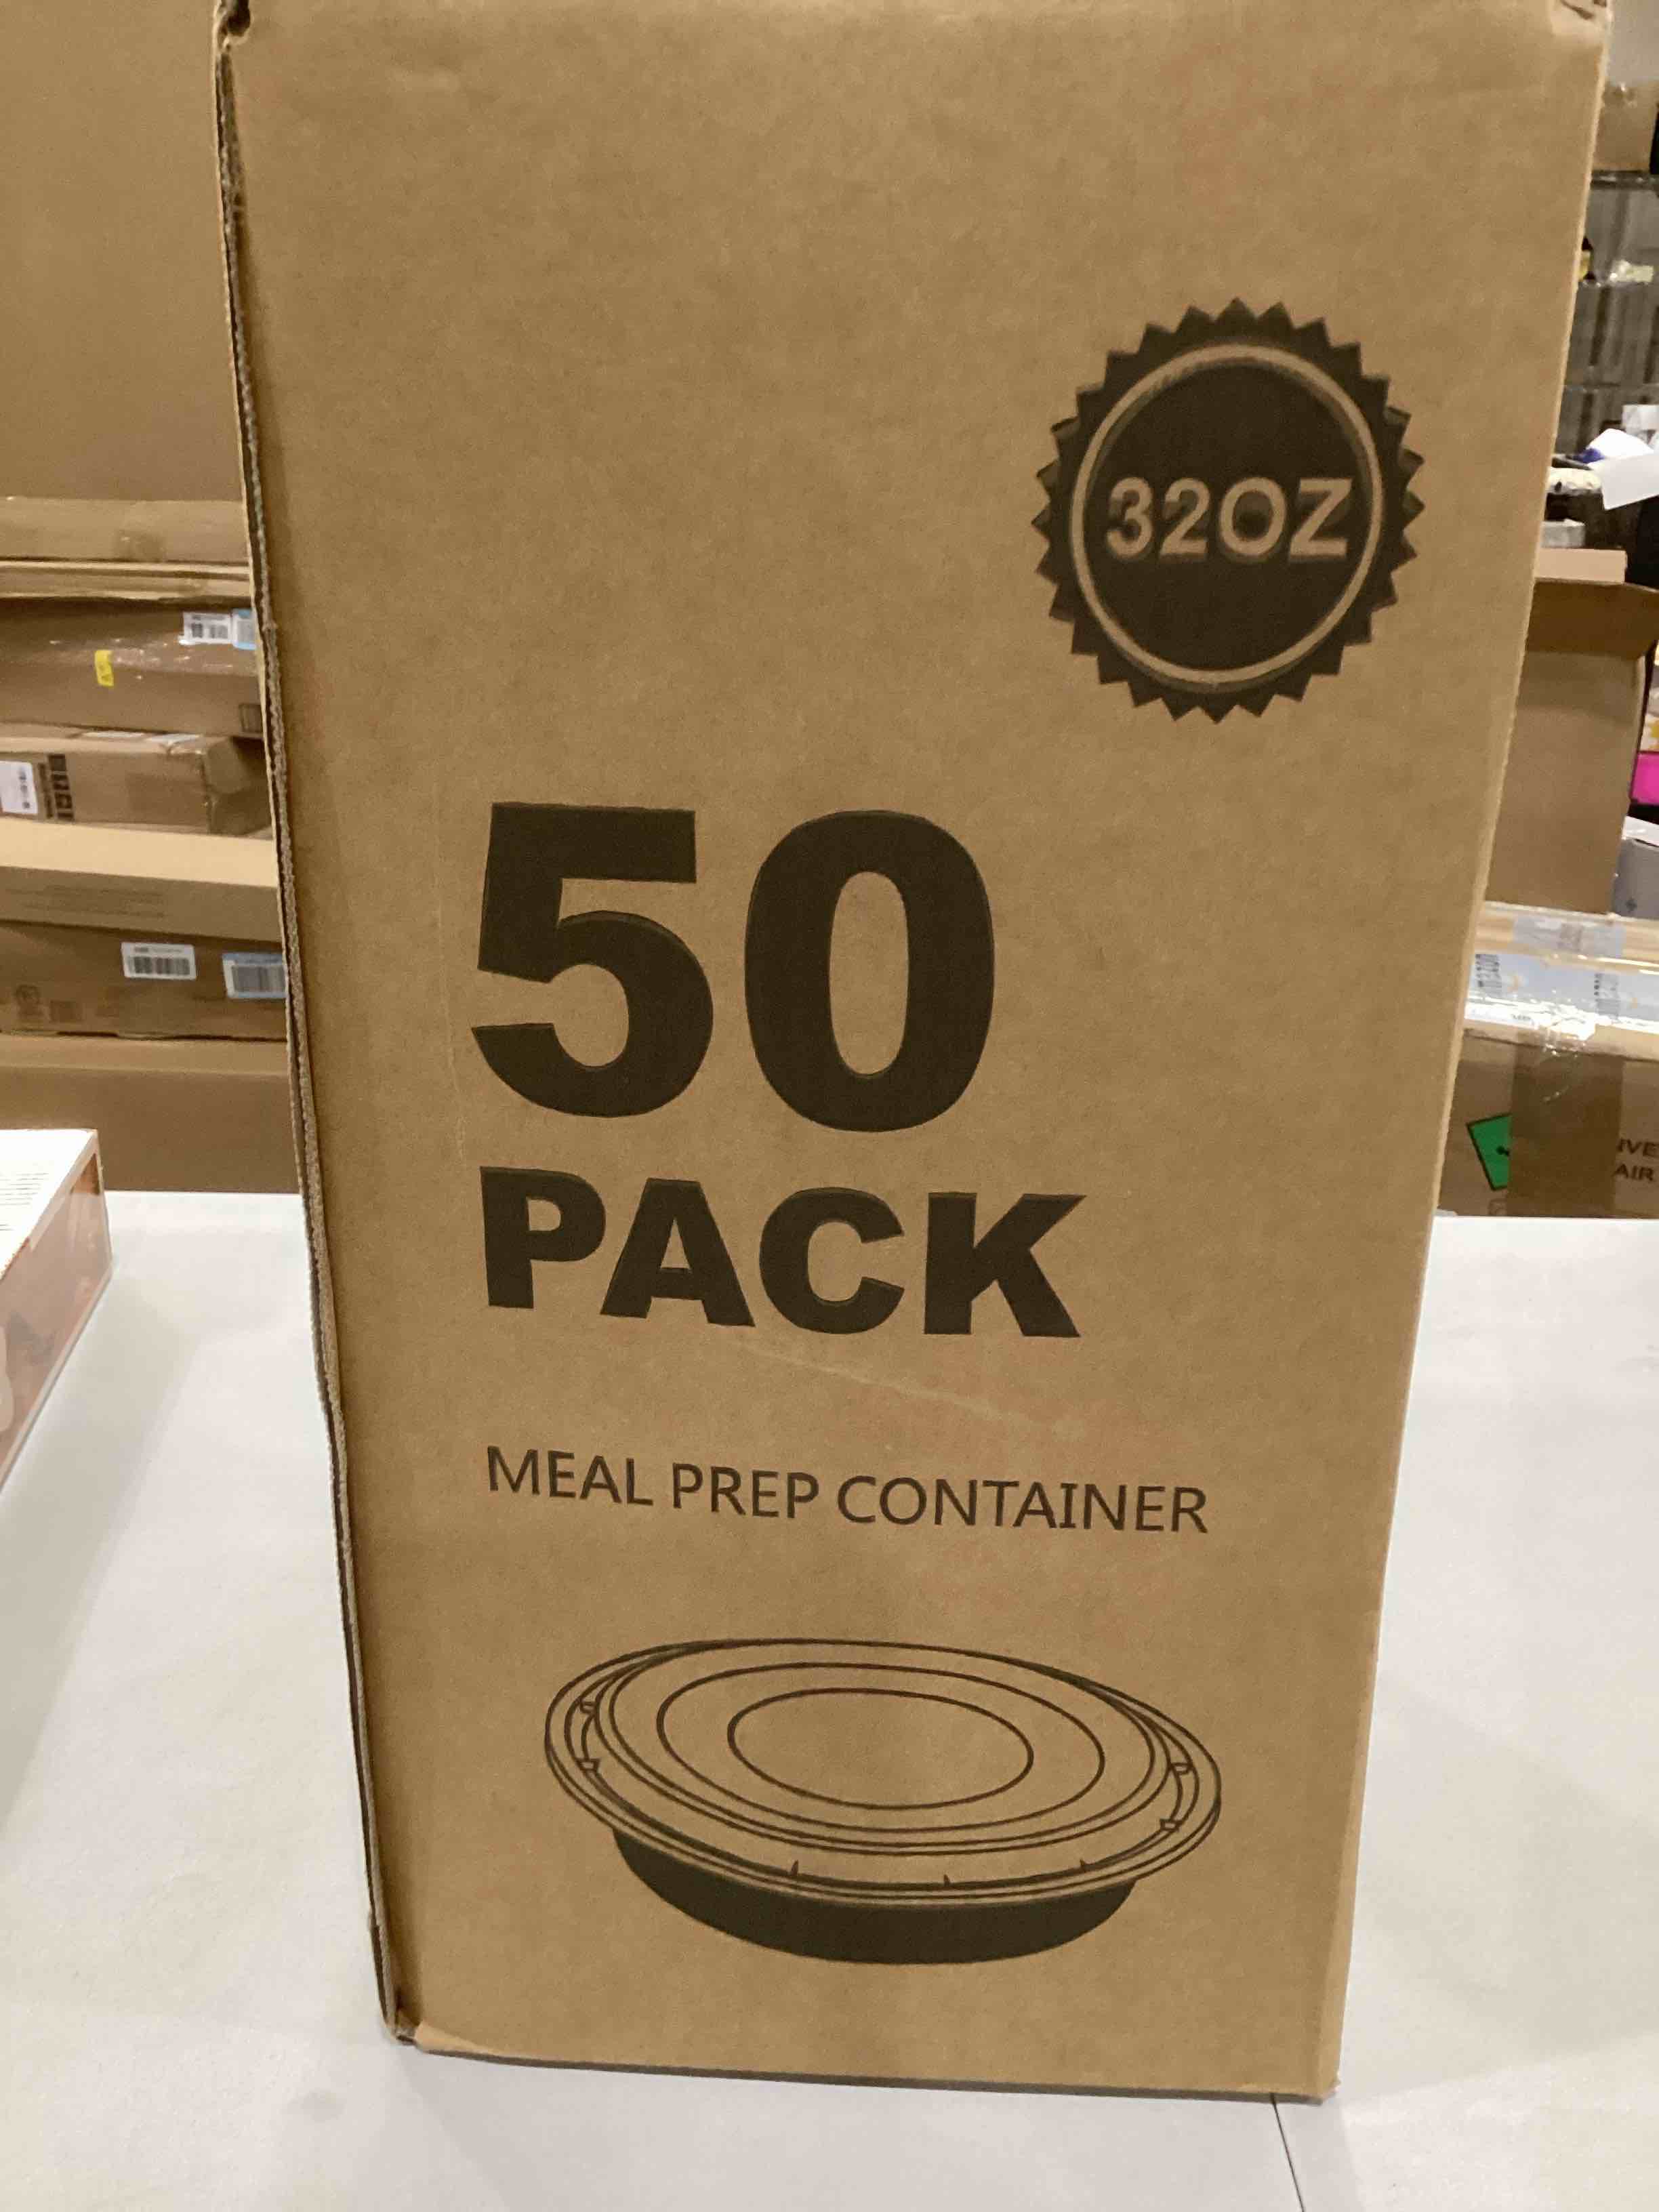 32OZ
50
PACK
MEAL PREP CONTAINER